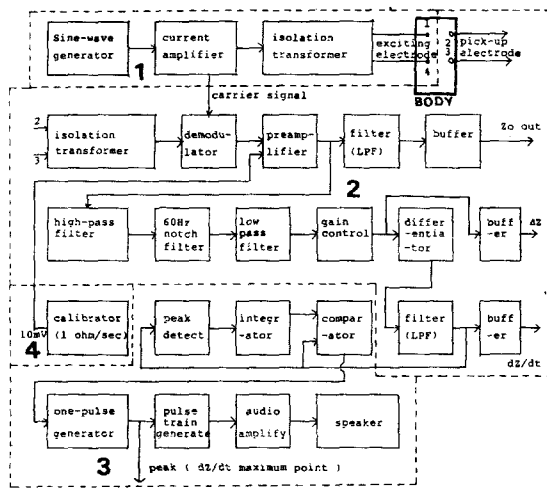 Sine-wave
generator
1
current
amplifier
isolation
transformer
exciting
electrode
1
2
3
4
pick-up
electrode
BODY
carrier signal
2
3
isolation
transformer
demodu-
lator
preamp-
lifier
filter
(LPF)
buffer
Zo out
2
high-pass
filter
60Hz
notch
filter
low
pass
filter
gain
control
differ
-entia-
tor
buff
-er
ΔZ
10mV
calibrator
(1 ohm/sec)
4
peak
detect
integr
-ator
compar
-ator
filter
(LPF)
buff
-er
dZ/dt
one-pulse
generator
pulse
train
generate
audio
amplify
speaker
3
peak ( dZ/dt maximum point )